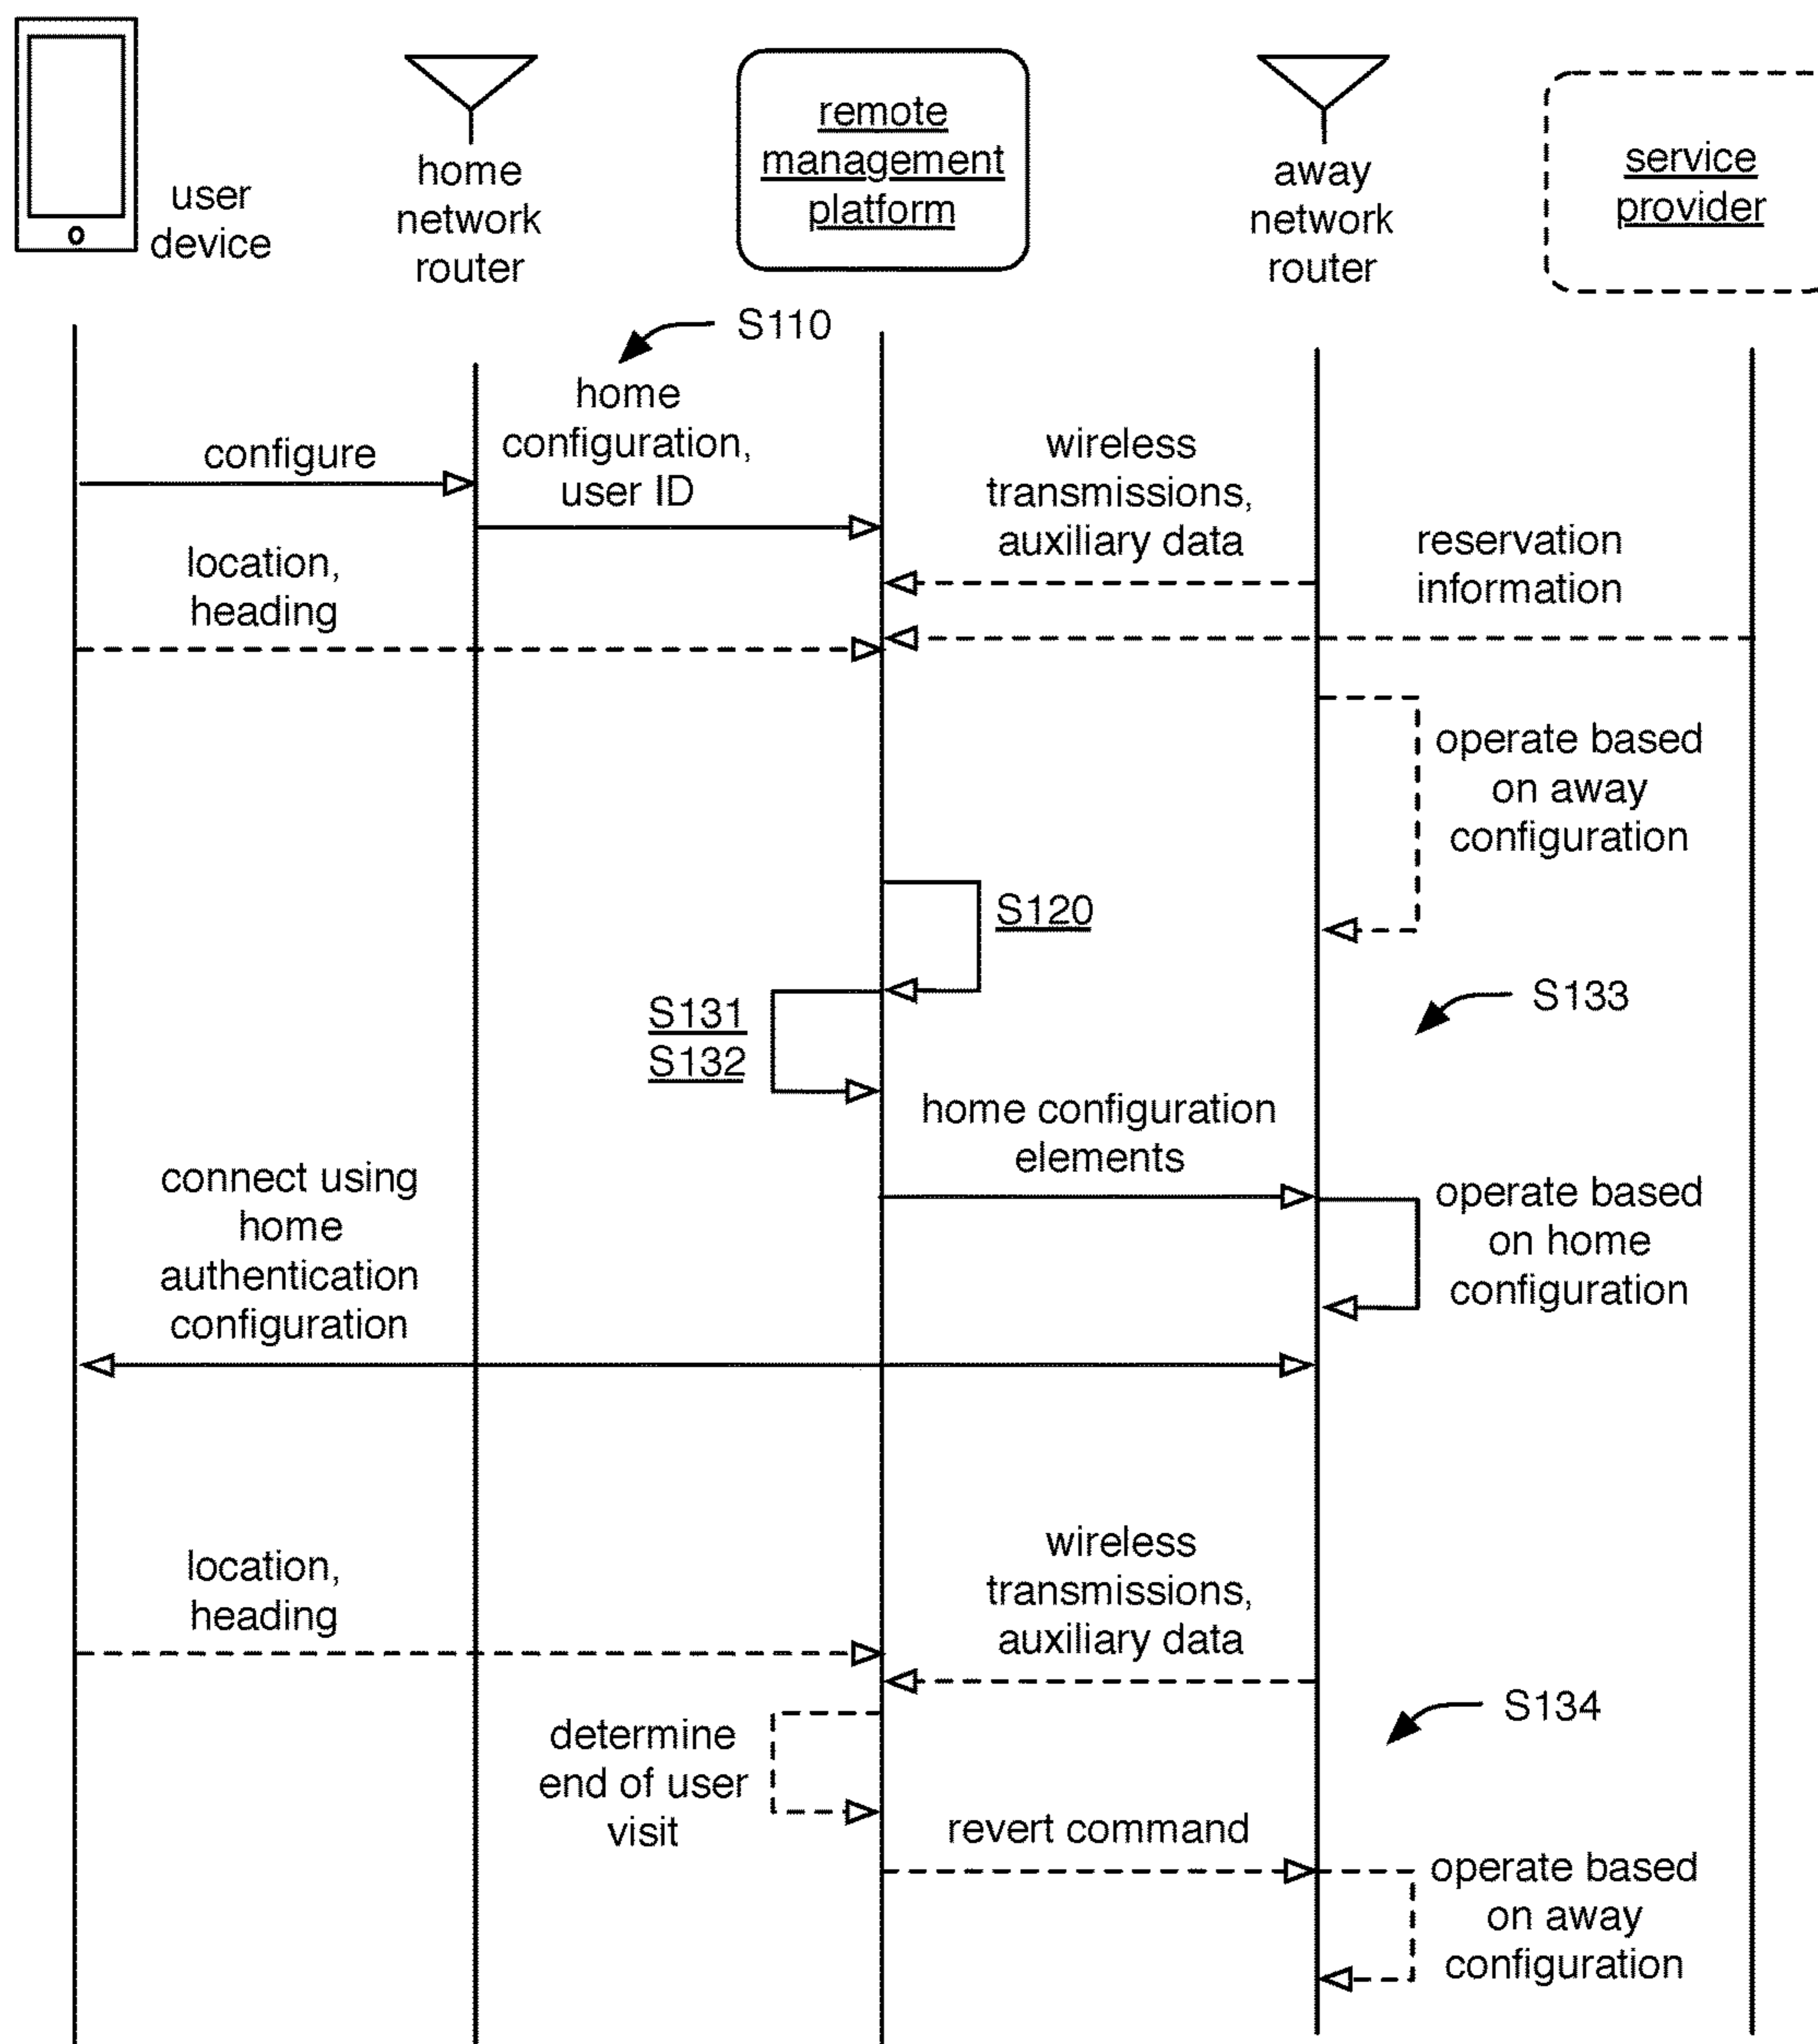 user
device
home
network
router
remote
management
platform
away
network
router
service
provider
S110
home
configuration,
user ID
configure
wireless
transmissions,
auxiliary data
reservation
information
location,
heading
operate based
on away
configuration
S120
S131
S132
S133
home configuration
elements
connect using
home
authentication
configuration
operate based
on home
configuration
location,
heading
wireless
transmissions,
auxiliary data
S134
determine
end of user
visit
revert command
operate based
on away
configuration